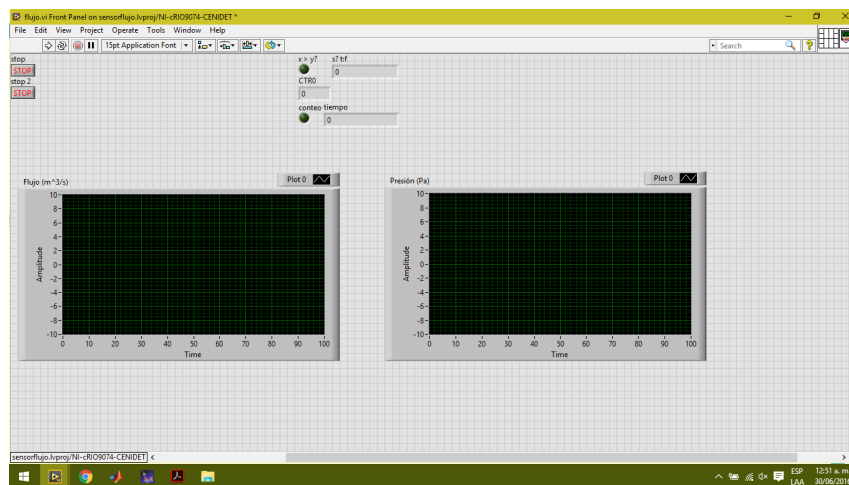 flujo.vi Front Panel on sensorflujo.lvproj/NI-cRIO9074-CENIDET *
File Edit View Project Operate Tools Window Help
15pt Application Font
Search
stop
STOP
stop 2
STOP
x > y? s? t:f
0
CTR0
0
conteo tiempo
0
Flujo (m^3/s)
Plot 0
Amplitude
10
8
6
4
2
0
-2
-4
-6
-8
-10
0 10 20 30 40 50 60 70 80 90 100
Time
Presión (Pa)
Plot 0
Amplitude
10
8
6
4
2
0
-2
-4
-6
-8
-10
0 10 20 30 40 50 60 70 80 90 100
Time
sensorflujo.lvproj/NI-cRIO9074-CENIDET
ESP 12:51 a. m.
LAA 30/06/2016